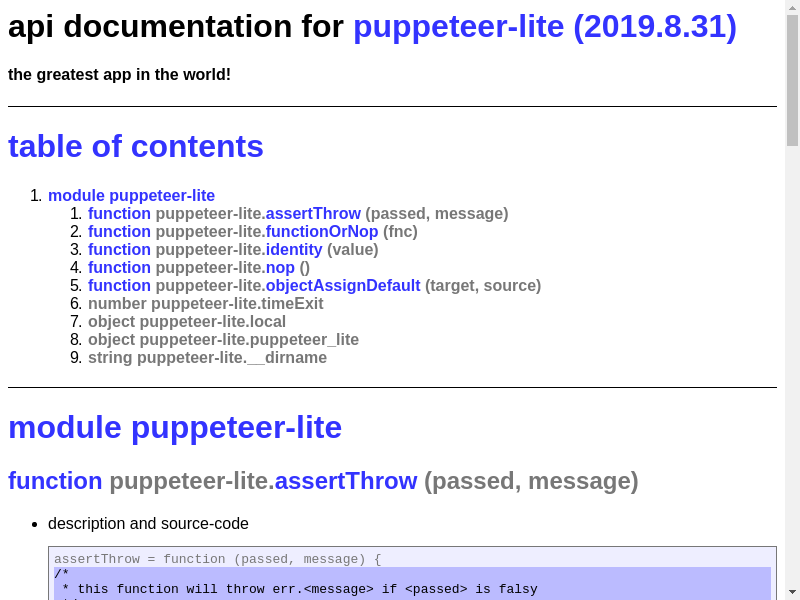 api documentation for puppeteer-lite (2019.8.31)
the greatest app in the world!
table of contents
1. module puppeteer-lite
1. function puppeteer-lite.assertThrow (passed, message)
2. function puppeteer-lite.functionOrNop (fnc)
3. function puppeteer-lite.identity (value)
4. function puppeteer-lite.nop ()
5. function puppeteer-lite.objectAssignDefault (target, source)
6. number puppeteer-lite.timeExit
7. object puppeteer-lite.local
8. object puppeteer-lite.puppeteer_lite
9. string puppeteer-lite.__dirname
module puppeteer-lite
function puppeteer-lite.assertThrow (passed, message)
• description and source-code
assertThrow = function (passed, message) {
/*
 * this function will throw err.<message> if <passed> is falsy